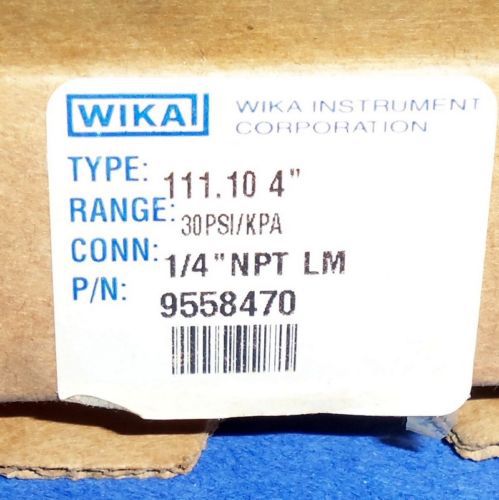 WIKA
WIKA INSTRUMENT
CORPORATION
TYPE: 111.10 4"
RANGE: 30PSI/KPA
CONN: 1/4" NPT LM
P/N: 9558470